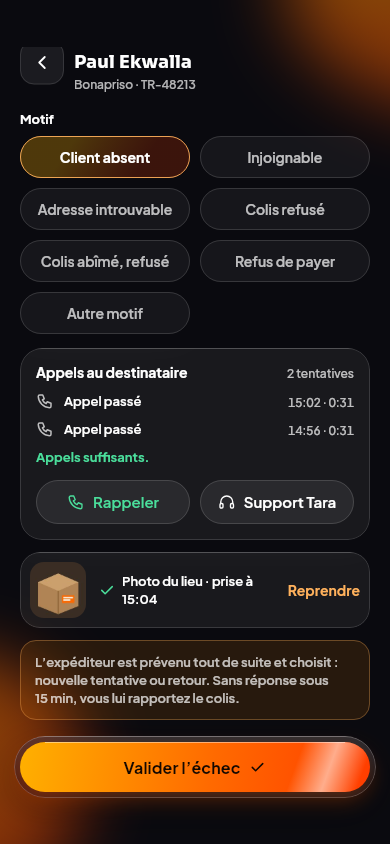 Paul Ekwalla
Bonapriso · TR-48213
Motif
Client absent
Injoignable
Adresse introuvable
Colis refusé
Colis abîmé, refusé
Refus de payer
Autre motif
Appels au destinataire
2 tentatives
Appel passé
15:02 · 0:31
Appel passé
14:56 · 0:31
Appels suffisants.
Rappeler
Support Tara
Photo du lieu · prise à
15:04
Reprendre
L’expéditeur est prévenu tout de suite et choisit :
nouvelle tentative ou retour. Sans réponse sous
15 min, vous lui rapportez le colis.
Valider l’échec